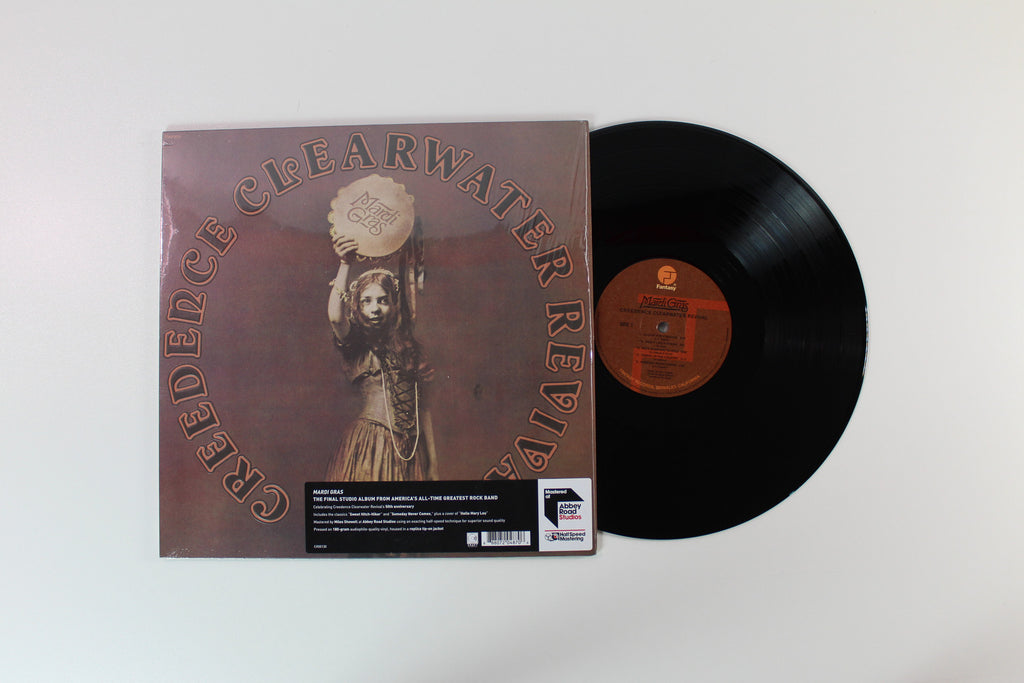 CREEDENCE CLEARWATER REVIVA
Mardi
Gras
MARDI GRAS
THE FINAL STUDIO ALBUM FROM AMERICA'S ALL-TIME GREATEST ROCK BAND
Celebrating Creedence Clearwater Revival's 50th anniversary
Includes the classics "Sweet Hitch-Hiker" and "Someday Never Comes," plus a cover of "Hello Mary Lou"
Mastered by Miles Showell at Abbey Road Studios using an exacting half-speed technique for superior sound quality
Pressed on 180-gram audiophile-quality vinyl, housed in a replica tip-on jacket
Mastered
at
Abbey
Road
Studios
Half Speed
Mastering
Fantasy
Mardi Gras
CREEDENCE CLEARWATER REVIVAL